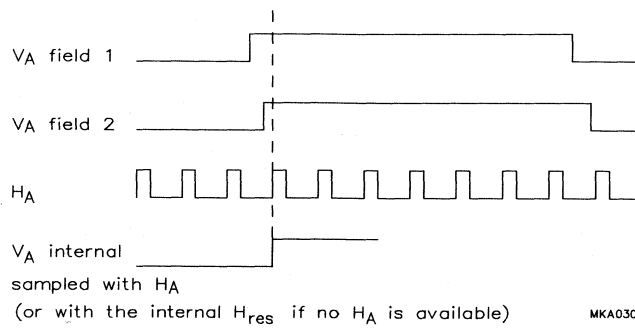 VA field 1
VA field 2
HA
VA internal
sampled with HA
(or with the internal Hres if no HA is available)
MKA030